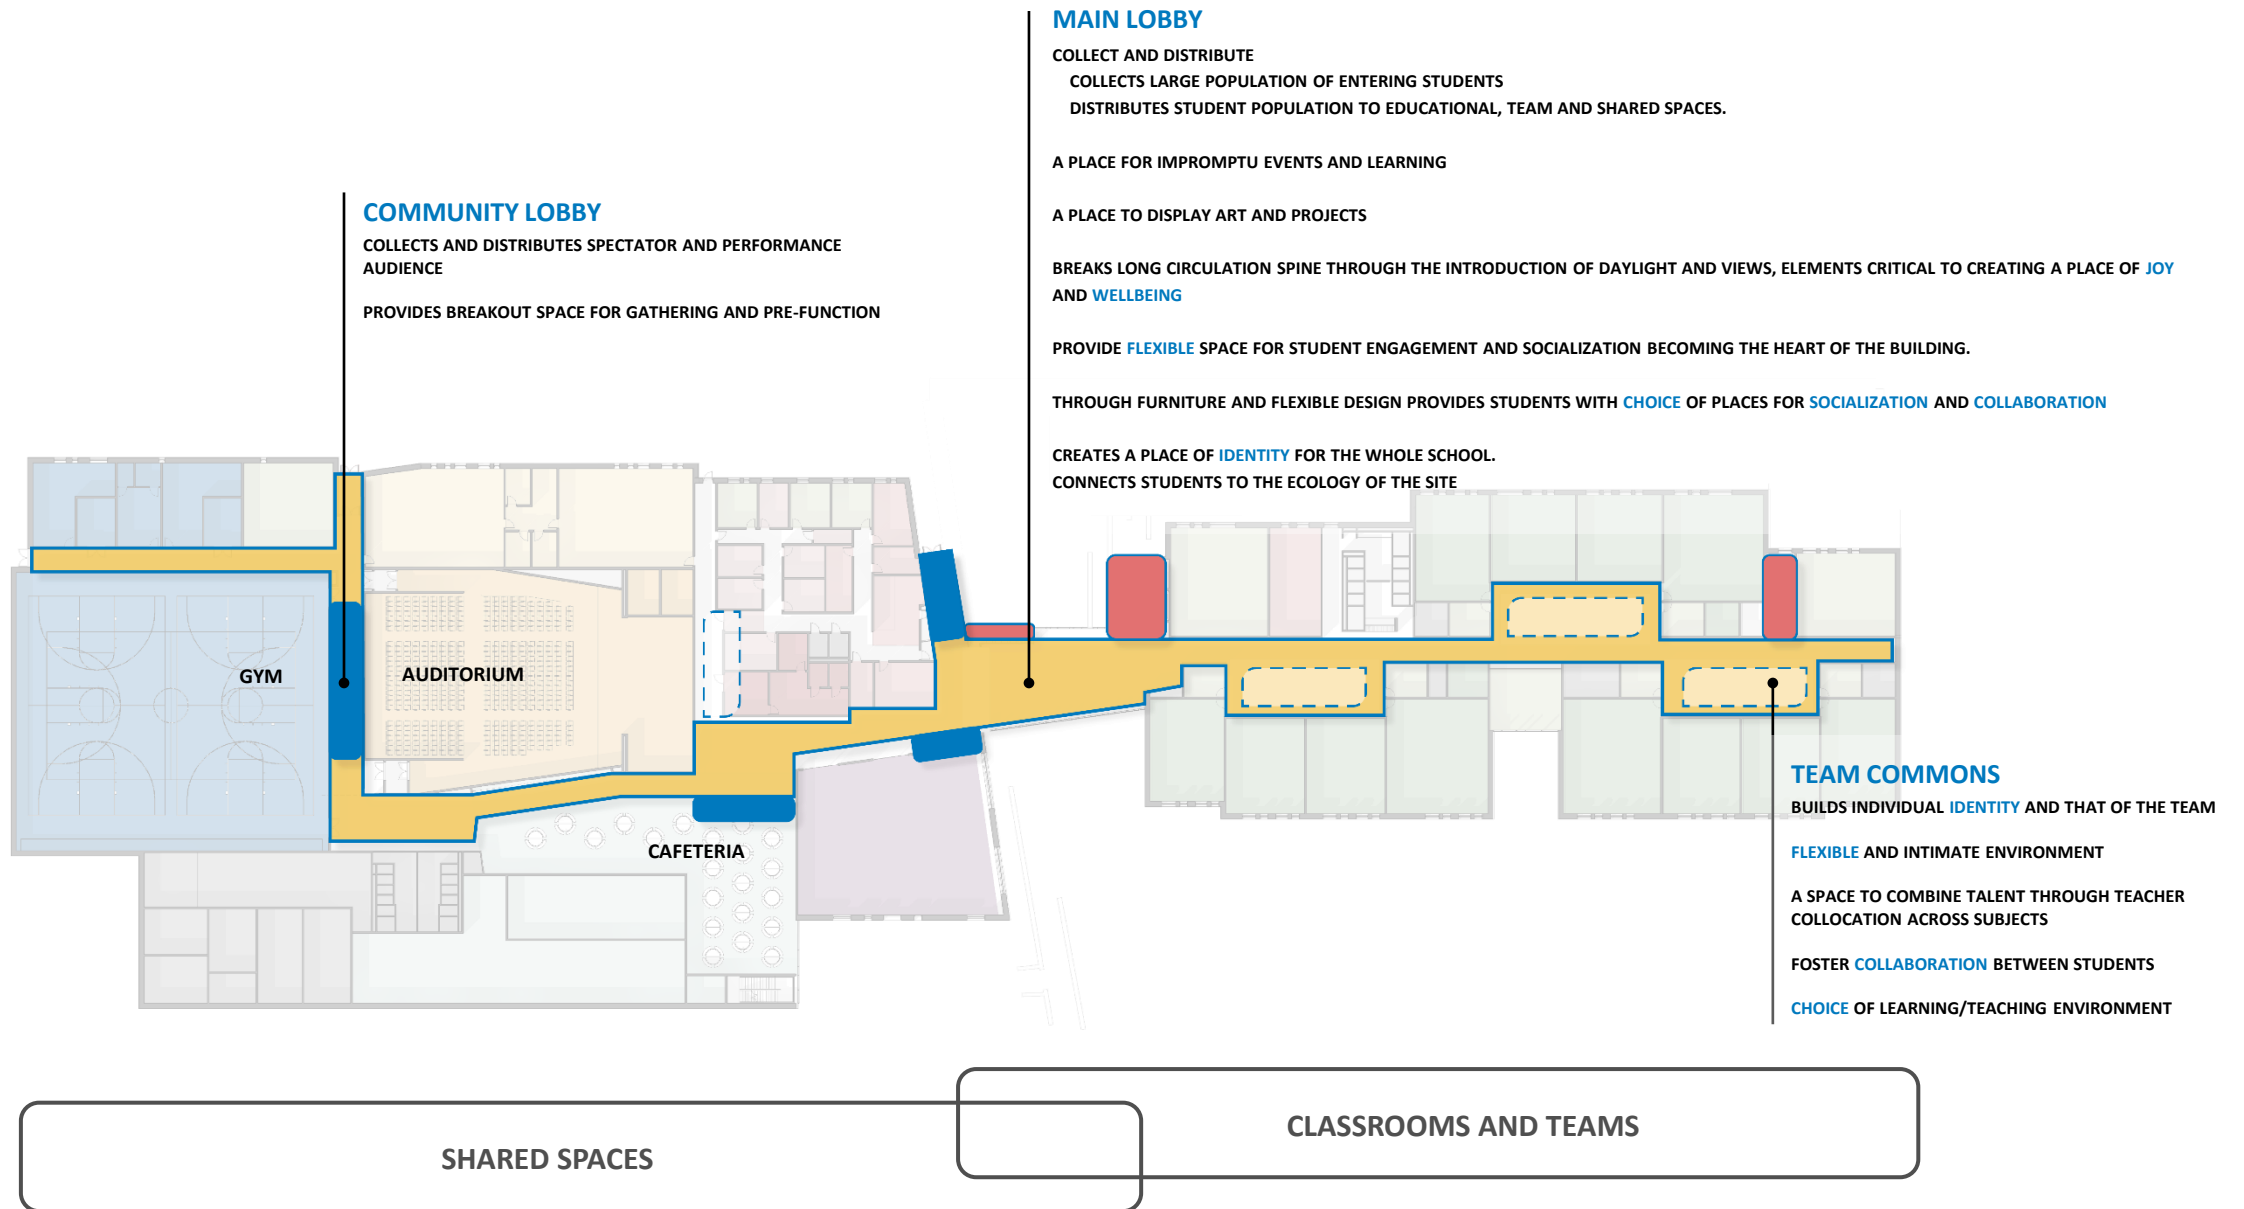 MAIN LOBBY
COLLECT AND DISTRIBUTE
COLLECTS LARGE POPULATION OF ENTERING STUDENTS
DISTRIBUTES STUDENT POPULATION TO EDUCATIONAL, TEAM AND SHARED SPACES.
A PLACE FOR IMPROMPTU EVENTS AND LEARNING
A PLACE TO DISPLAY ART AND PROJECTS
BREAKS LONG CIRCULATION SPINE THROUGH THE INTRODUCTION OF DAYLIGHT AND VIEWS, ELEMENTS CRITICAL TO CREATING A PLACE OF JOY
AND WELLBEING
PROVIDE FLEXIBLE SPACE FOR STUDENT ENGAGEMENT AND SOCIALIZATION BECOMING THE HEART OF THE BUILDING.
THROUGH FURNITURE AND FLEXIBLE DESIGN PROVIDES STUDENTS WITH CHOICE OF PLACES FOR SOCIALIZATION AND COLLABORATION
CREATES A PLACE OF IDENTITY FOR THE WHOLE SCHOOL.
CONNECTS STUDENTS TO THE ECOLOGY OF THE SITE
COMMUNITY LOBBY
COLLECTS AND DISTRIBUTES SPECTATOR AND PERFORMANCE
AUDIENCE
PROVIDES BREAKOUT SPACE FOR GATHERING AND PRE-FUNCTION
GYM
AUDITORIUM
CAFETERIA
TEAM COMMONS
BUILDS INDIVIDUAL IDENTITY AND THAT OF THE TEAM
FLEXIBLE AND INTIMATE ENVIRONMENT
A SPACE TO COMBINE TALENT THROUGH TEACHER
COLLOCATION ACROSS SUBJECTS
FOSTER COLLABORATION BETWEEN STUDENTS
CHOICE OF LEARNING/TEACHING ENVIRONMENT
CLASSROOMS AND TEAMS
SHARED SPACES